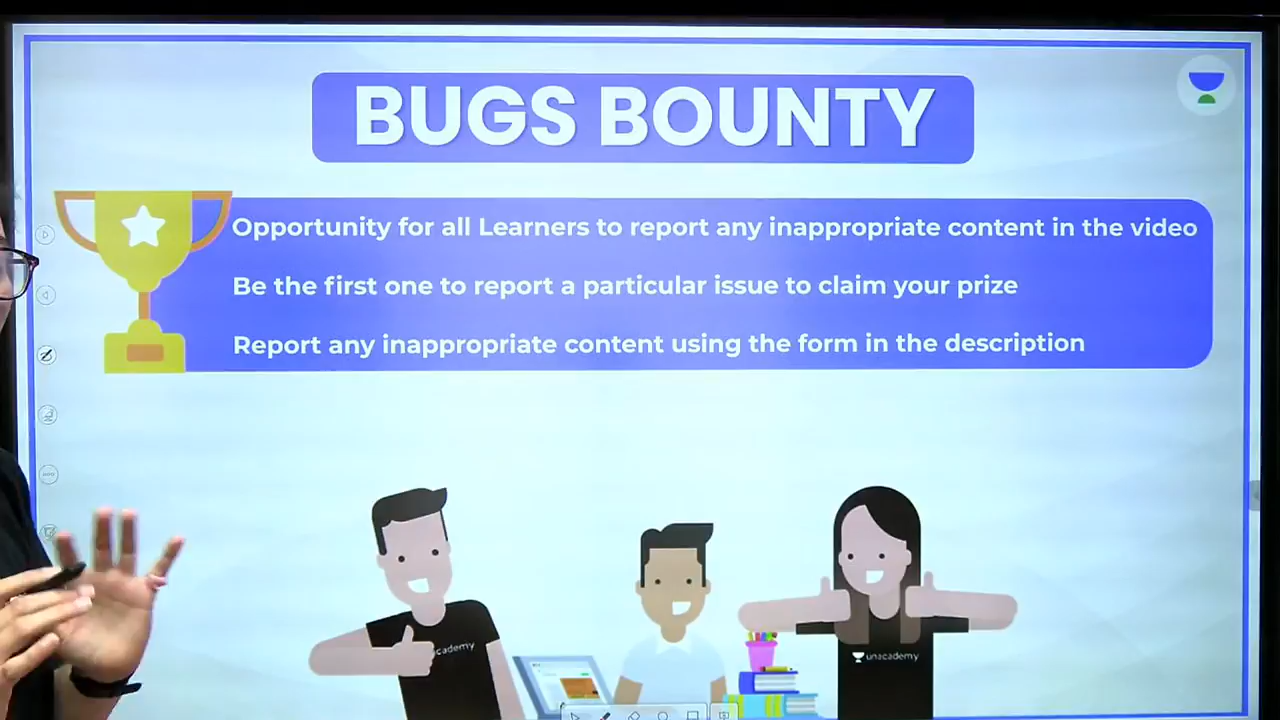 BUGS BOUNTY
Opportunity for all Learners to report any inappropriate content in the video
Be the first one to report a particular issue to claim your prize
Report any inappropriate content using the form in the description
unacademy